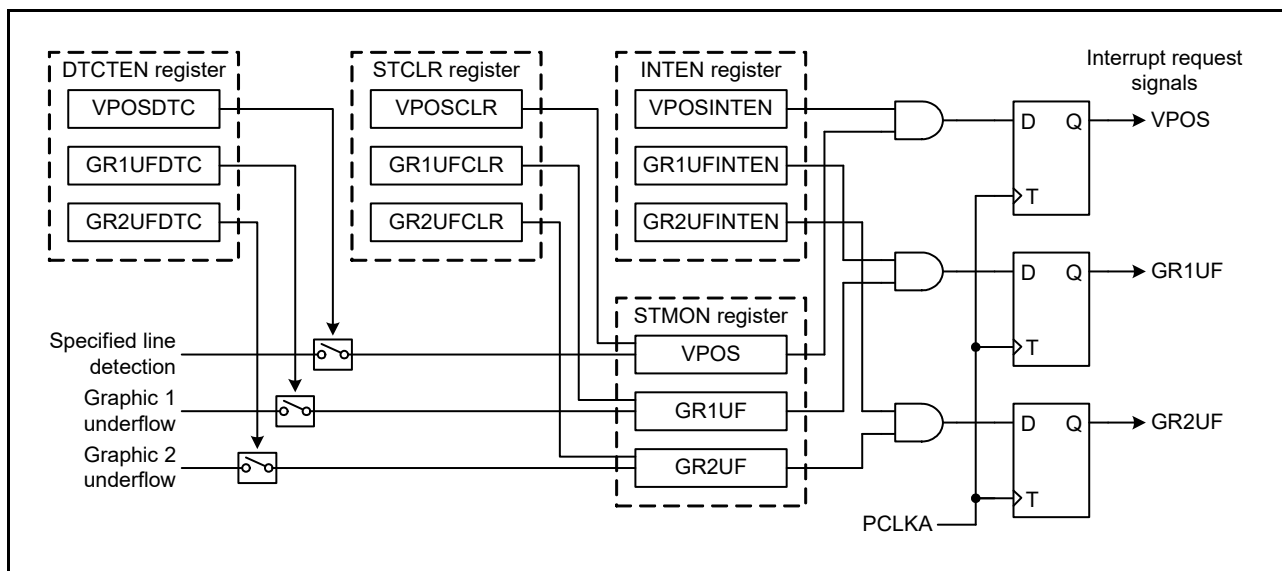 DTCTEN register
VPOSDTC
GR1UFDTC
GR2UFDTC
STCLR register
VPOSCLR
GR1UFCLR
GR2UFCLR
INTEN register
VPOSINTEN
GR1UFINTEN
GR2UFINTEN
Interrupt request
signals
D Q
T
VPOS
D Q
T
GR1UF
D Q
T
GR2UF
STMON register
VPOS
GR1UF
GR2UF
Specified line
detection
Graphic 1
underflow
Graphic 2
underflow
PCLKA